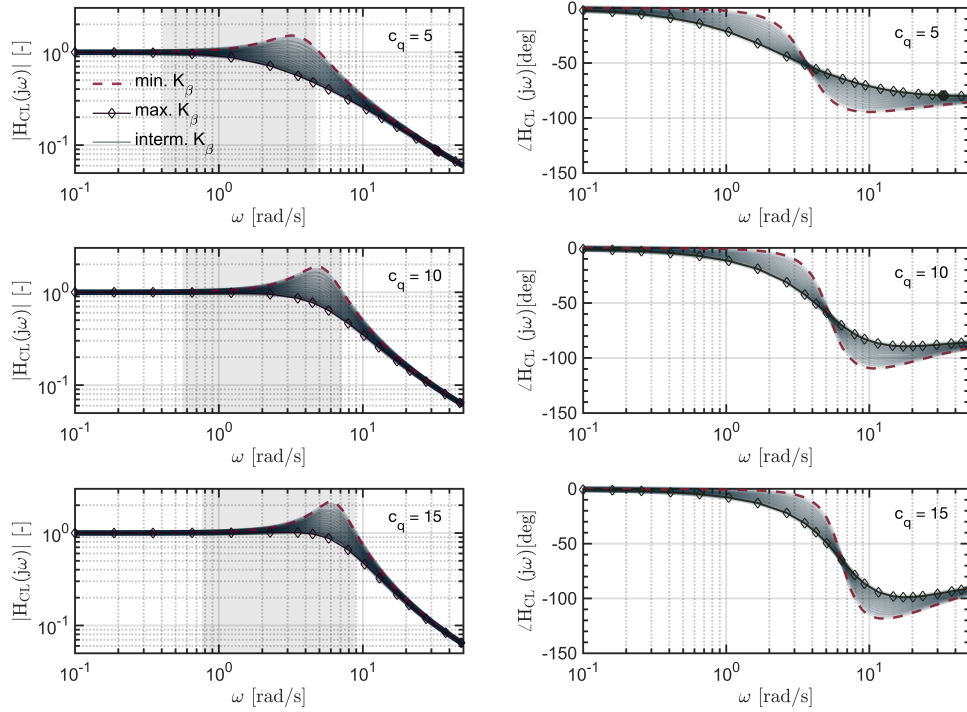 |H_CL(jω)| [-]
10^0
10^-1
c_q = 5
min. K_β
max. K_β
interm. K_β
10^-1 10^0 10^1
ω [rad/s]
∠H_CL (jω)[deg]
0
-50
-100
-150
c_q = 5
10^-1 10^0 10^1
ω [rad/s]
|H_CL(jω)| [-]
10^0
10^-1
c_q = 10
10^-1 10^0 10^1
ω [rad/s]
∠H_CL (jω)[deg]
0
-50
-100
-150
c_q = 10
10^-1 10^0 10^1
ω [rad/s]
|H_CL(jω)| [-]
10^0
10^-1
c_q = 15
10^-1 10^0 10^1
ω [rad/s]
∠H_CL (jω)[deg]
0
-50
-100
-150
c_q = 15
10^-1 10^0 10^1
ω [rad/s]